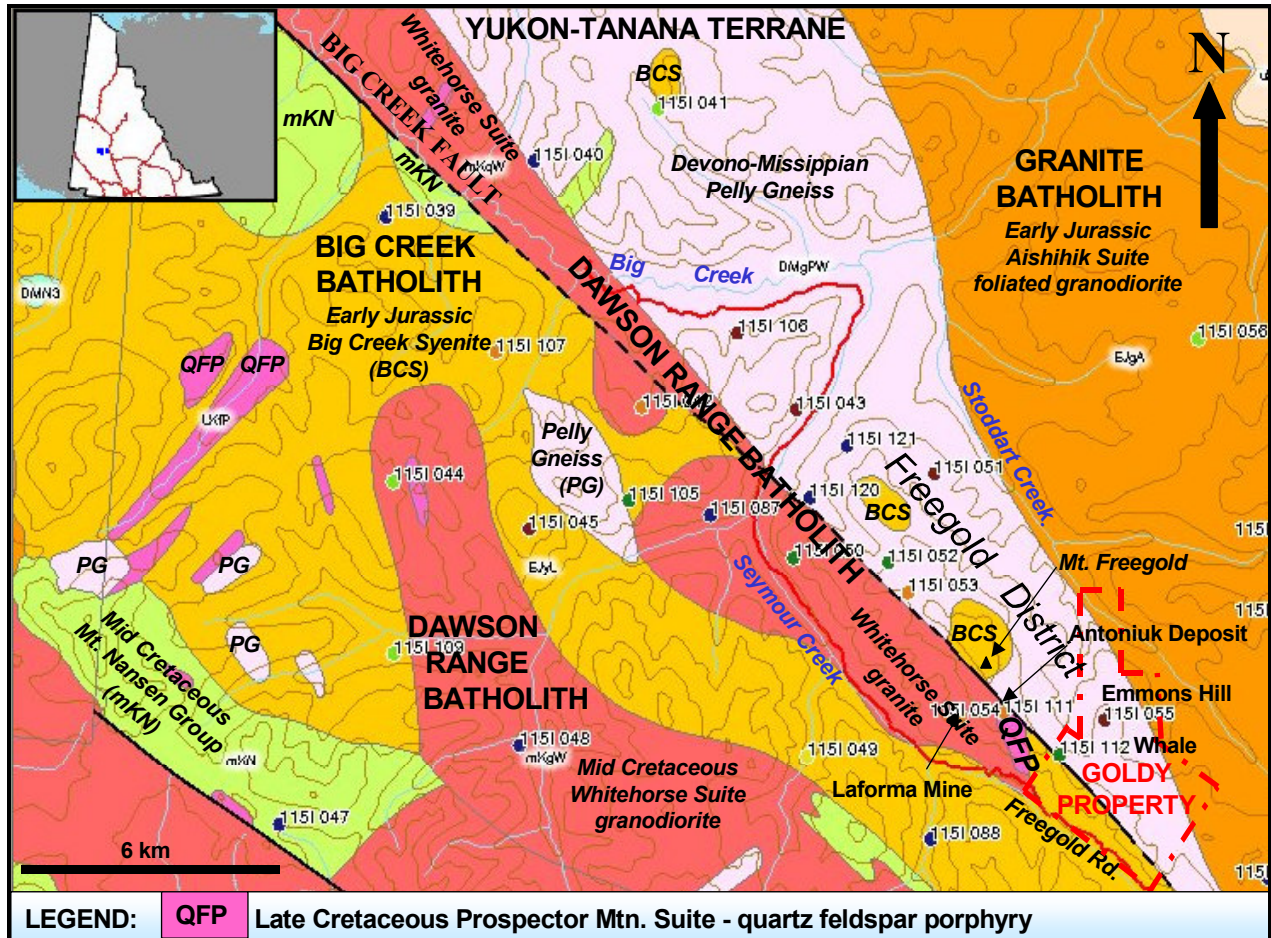 YUKON-TANANA TERRANE
N
BIG CREEK FAULT
Whitehorse Suite
granite
mKqW
mKN
mKN
BCS
115I 041
115I 040
115I 039
Devono-Missippian
Pelly Gneiss
GRANITE
BATHOLITH
Early Jurassic
Aishihik Suite
foliated granodiorite
BIG CREEK
BATHOLITH
Early Jurassic
Big Creek Syenite
(BCS)
DMN3
Big Creek
DMgPW
DAWSON RANGE BATHOLITH
115I 106
115I 107
115I 056
EJgA
QFP
QFP
LKfP
115I 043
115I 121
115I 051
Stoddart Creek
Pelly
Gneiss
(PG)
115I 044
115I 105
115I 087
115I 120
BCS
Freegold District
115I 045
115I 050
115I 052
115I 053
Mt. Freegold
EJyL
PG
PG
PG
Mid Cretaceous
Mt. Nansen Group
(mKN)
mKN
DAWSON
RANGE
BATHOLITH
115I 109
Seymour Creek
BCS
Antoniuk Deposit
Whitehorse Suite
granite
115I 054
115I 111
QFP
Emmons Hill
115I 055
Whale
115I 112
GOLDY
PROPERTY
115I 048
mKgW
Mid Cretaceous
Whitehorse Suite
granodiorite
115I 049
Laforma Mine
Freegold Rd.
115I 047
115I 088
6 km
LEGEND:
QFP
Late Cretaceous Prospector Mtn. Suite - quartz feldspar porphyry